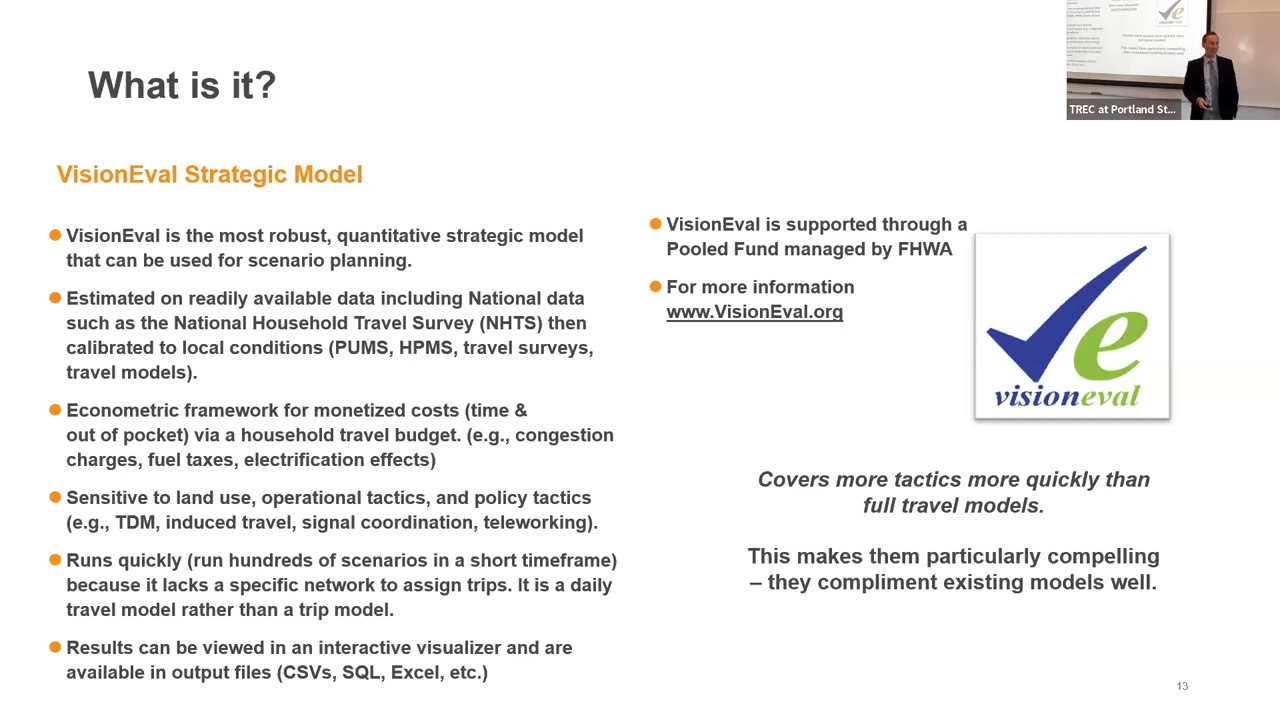 What is it?
TREC at Portland St...
VisionEval Strategic Model
VisionEval is the most robust, quantitative strategic model
that can be used for scenario planning.
Estimated on readily available data including National data
such as the National Household Travel Survey (NHTS) then
calibrated to local conditions (PUMS, HPMS, travel surveys,
travel models).
Econometric framework for monetized costs (time &
out of pocket) via a household travel budget. (e.g., congestion
charges, fuel taxes, electrification effects)
Sensitive to land use, operational tactics, and policy tactics
(e.g., TDM, induced travel, signal coordination, teleworking).
Runs quickly (run hundreds of scenarios in a short timeframe)
because it lacks a specific network to assign trips. It is a daily
travel model rather than a trip model.
Results can be viewed in an interactive visualizer and are
available in output files (CSVs, SQL, Excel, etc.)
VisionEval is supported through a
Pooled Fund managed by FHWA
For more information
www.VisionEval.org
Ve
visioneval
Covers more tactics more quickly than
full travel models.
This makes them particularly compelling
– they compliment existing models well.
13